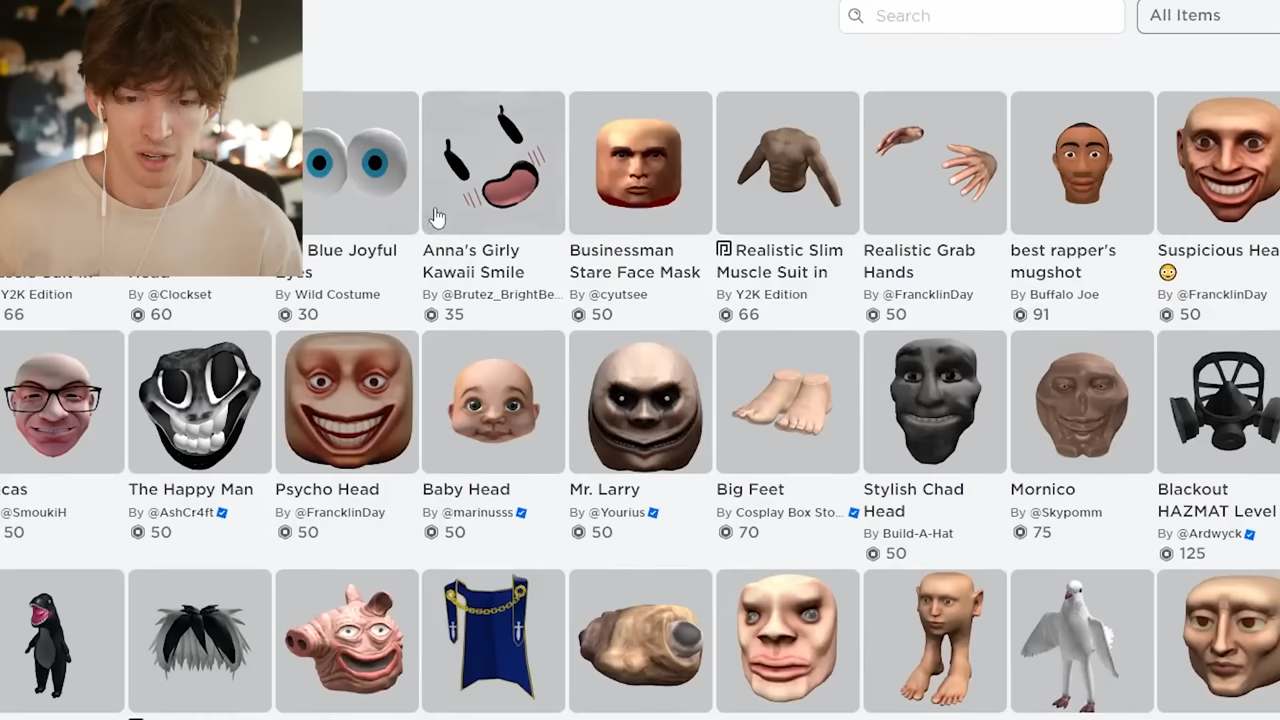 Search
All Items
Blue Joyful
Eyes
By Wild Costume
30
Anna's Girly
Kawaii Smile
By @Brutez_BrightBe...
35
Businessman
Stare Face Mask
By @cyutsee
50
Realistic Slim
Muscle Suit in
By Y2K Edition
66
Realistic Grab
Hands
By @FrancklinDay
50
best rapper's
mugshot
By Buffalo Joe
91
Suspicious Hea
By @FrancklinDay
50
Y2K Edition
66
By @Clockset
60
cas
@SmoukiH
50
The Happy Man
By @AshCr4ft
50
Psycho Head
By @FrancklinDay
50
Baby Head
By @marinusss
50
Mr. Larry
By @Yourius
50
Big Feet
By Cosplay Box Sto...
70
Stylish Chad
Head
By Build-A-Hat
50
Mornico
By @Skypomm
75
Blackout
HAZMAT Level
By @Ardwyck
125